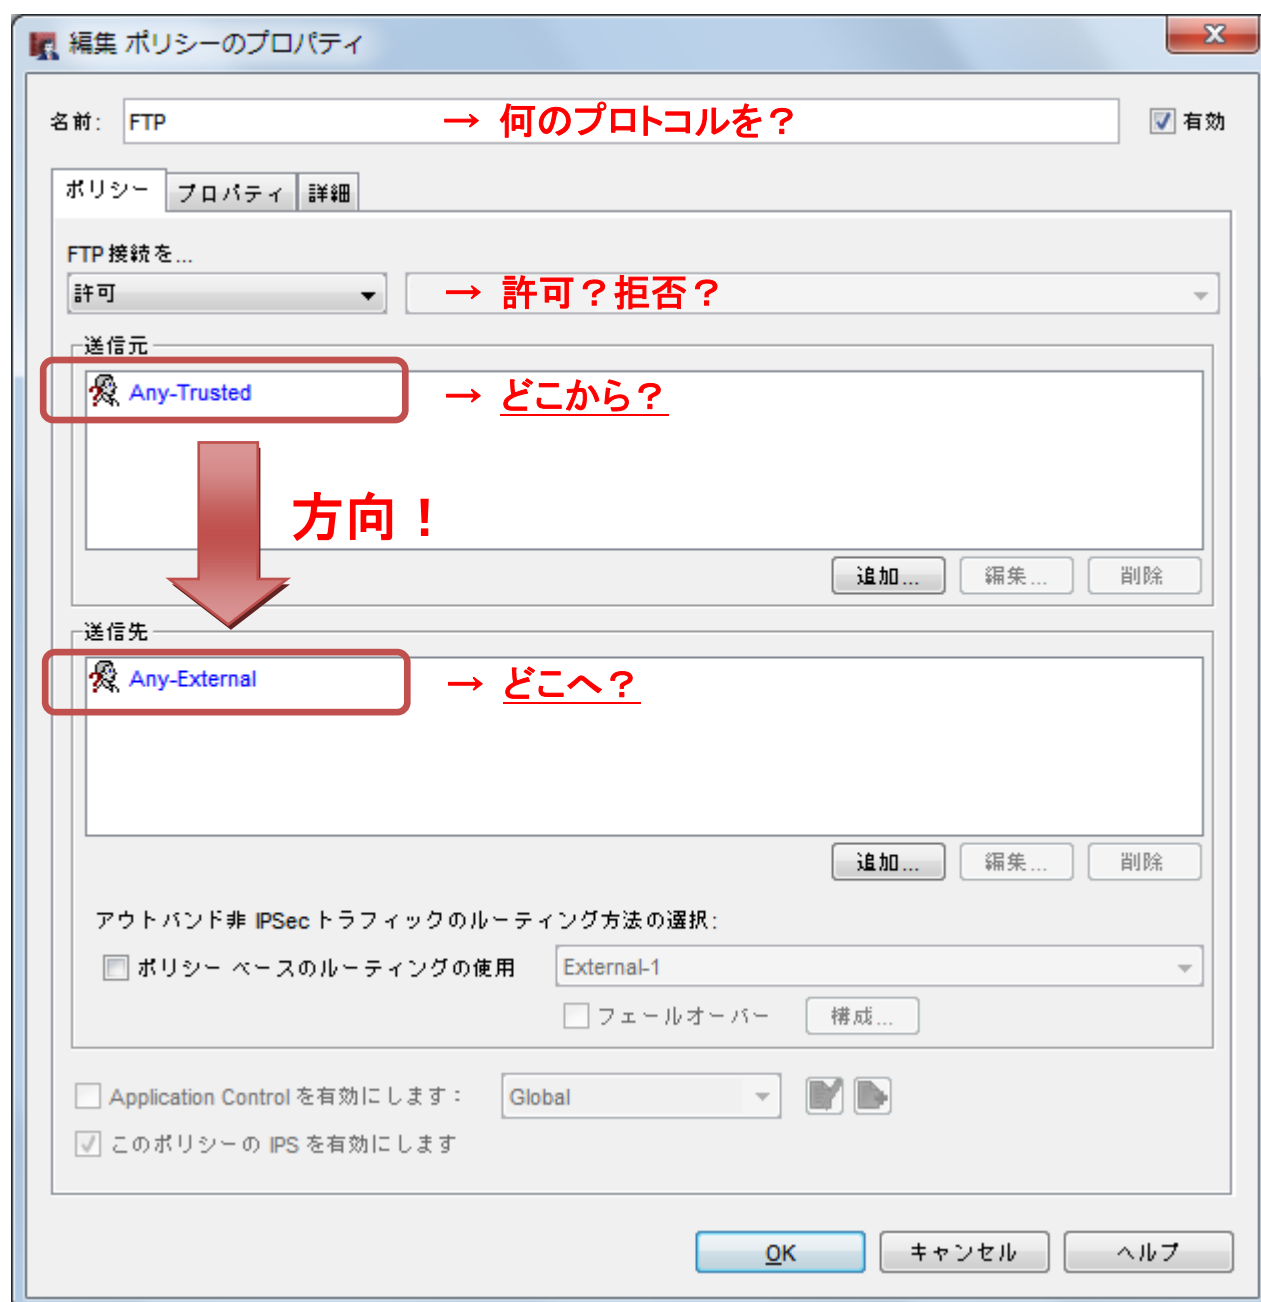 編集 ポリシーのプロパティ
名前: FTP → 何のプロトコルを？ 有効
ポリシー プロパティ 詳細
FTP 接続を...
許可 → 許可？拒否？
送信元
Any-Trusted → どこから？
方向！
追加... 編集... 削除
送信先
Any-External → どこへ？
追加... 編集... 削除
アウトバンド非 IPSec トラフィックのルーティング方法の選択:
ポリシー ベースのルーティングの使用 External-1
フェールオーバー 構成...
Application Control を有効にします： Global
このポリシーの IPS を有効にします
OK キャンセル ヘルプ